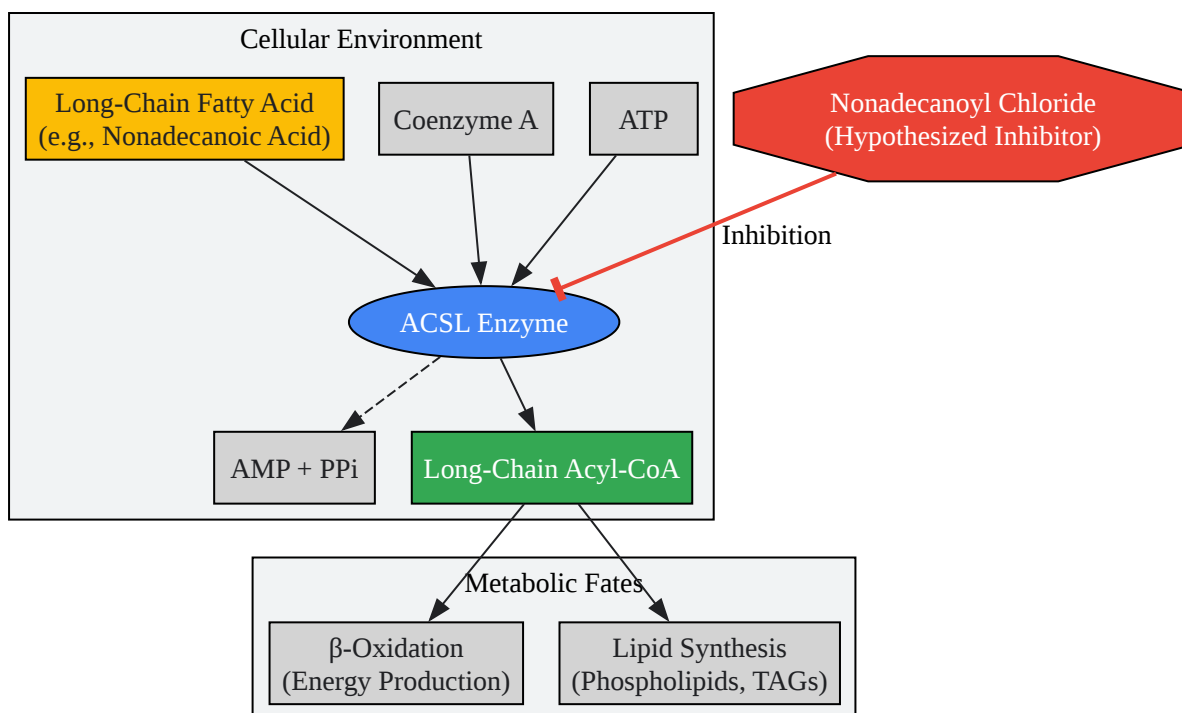 Cellular Environment
Long-Chain Fatty Acid
(e.g., Nonadecanoic Acid)
Coenzyme A
ATP
Nonadecanoyl Chloride
(Hypothesized Inhibitor)
Inhibition
ACSL Enzyme
AMP + PPi
Long-Chain Acyl-CoA
Metabolic Fates
β-Oxidation
(Energy Production)
Lipid Synthesis
(Phospholipids, TAGs)